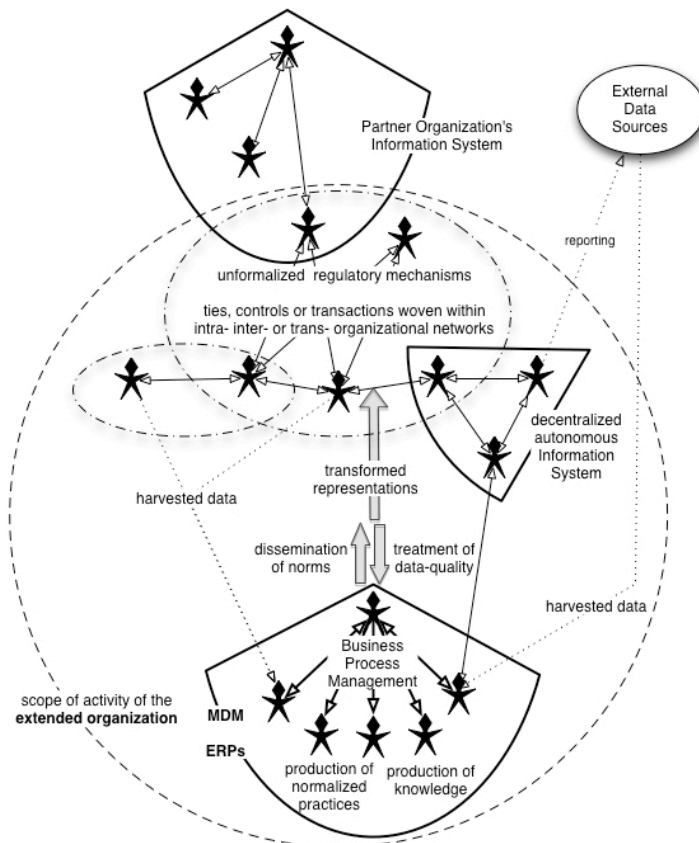 External
Data
Sources
Partner Organization's
Information System
reporting
unformalized regulatory mechanisms
ties, controls or transactions woven within
intra- inter- or trans- organizational networks
decentralized
autonomous
Information
System
transformed
representations
harvested data
dissemination
of norms
treatment of
data-quality
harvested data
Business
Process
Management
scope of activity of the
extended organization
MDM
ERPs
production of
normalized
practices
production of
knowledge